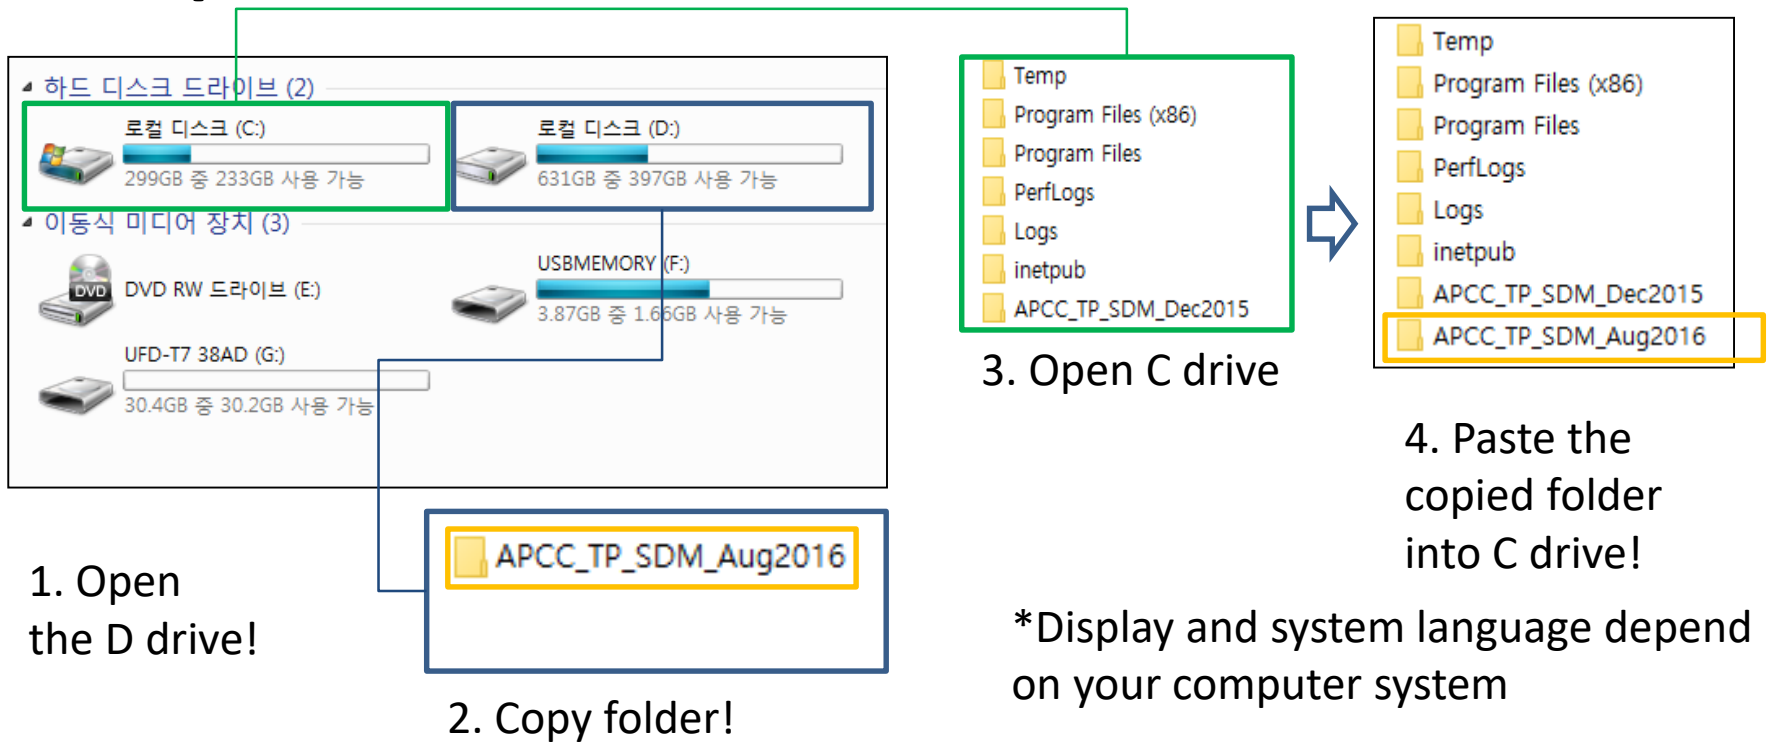 하드 디스크 드라이브 (2)
로컬 디스크 (C:)
299GB 중 233GB 사용 가능
로컬 디스크 (D:)
631GB 중 397GB 사용 가능
이동식 미디어 장치 (3)
DVD
DVD RW 드라이브 (E:)
USBMEMORY (F:)
3.87GB 중 1.66GB 사용 가능
UFD-T7 38AD (G:)
30.4GB 중 30.2GB 사용 가능
1. Open
the D drive!
APCC_TP_SDM_Aug2016
2. Copy folder!
Temp
Program Files (x86)
Program Files
PerfLogs
Logs
inetpub
APCC_TP_SDM_Dec2015
3. Open C drive
Temp
Program Files (x86)
Program Files
PerfLogs
Logs
inetpub
APCC_TP_SDM_Dec2015
APCC_TP_SDM_Aug2016
4. Paste the
copied folder
into C drive!
*Display and system language depend
on your computer system